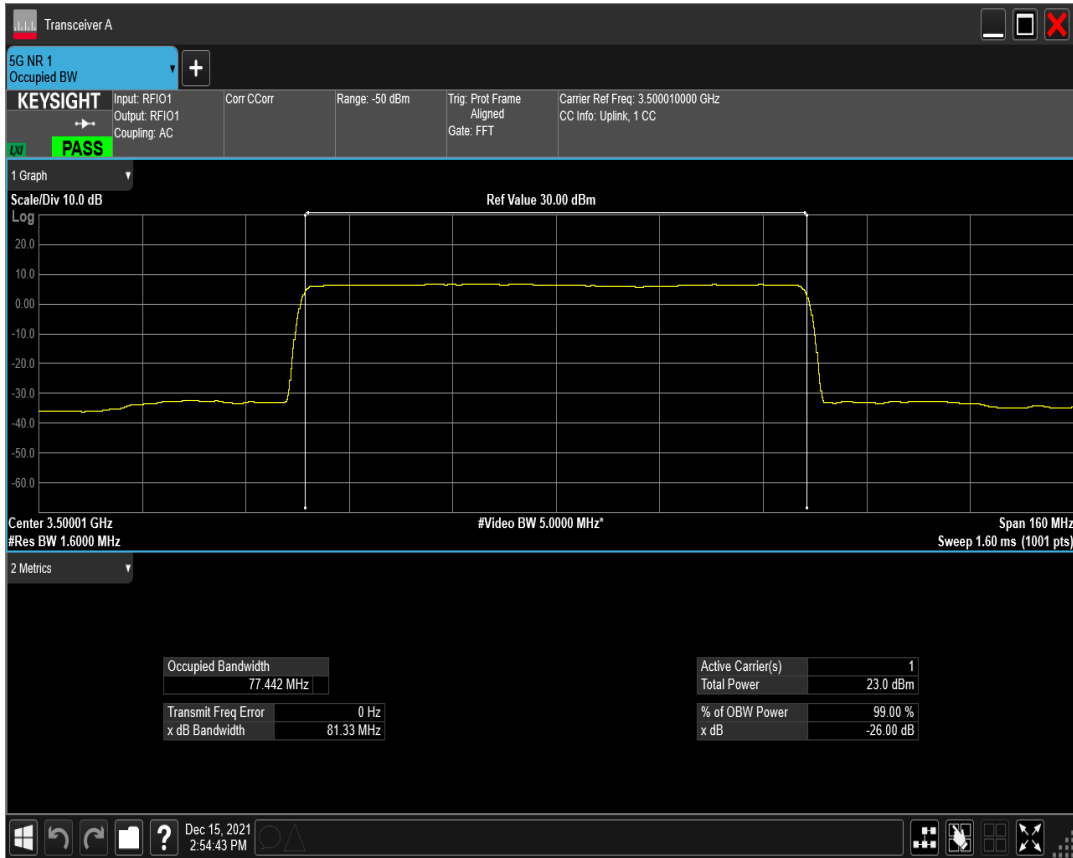 Transceiver A
5G NR 1
Occupied BW
KEYSIGHT
LXI
PASS
Input: RFIO1
Output: RFIO1
Coupling: AC
Corr CCorr
Range: -50 dBm
Trig: Prot Frame
Aligned
Gate: FFT
Carrier Ref Freq: 3.500010000 GHz
CC Info: Uplink, 1 CC
1 Graph
Scale/Div 10.0 dB
Ref Value 30.00 dBm
Log
20.0
10.0
0.00
-10.0
-20.0
-30.0
-40.0
-50.0
-60.0
Center 3.50001 GHz
#Video BW 5.0000 MHz*
Span 160 MHz
#Res BW 1.6000 MHz
Sweep 1.60 ms (1001 pts)
2 Metrics
Occupied Bandwidth
77.442 MHz
Transmit Freq Error 0 Hz
x dB Bandwidth 81.33 MHz
Active Carrier(s) 1
Total Power 23.0 dBm
% of OBW Power 99.00 %
x dB -26.00 dB
?
Dec 15, 2021
2:54:43 PM